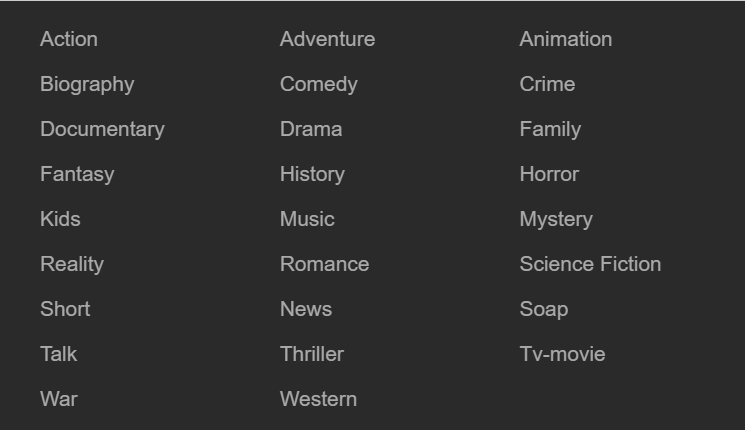 Action Adventure Animation
Biography Comedy Crime
Documentary Drama Family
Fantasy History Horror
Kids Music Mystery
Reality Romance Science Fiction
Short News Soap
Talk Thriller Tv-movie
War Western